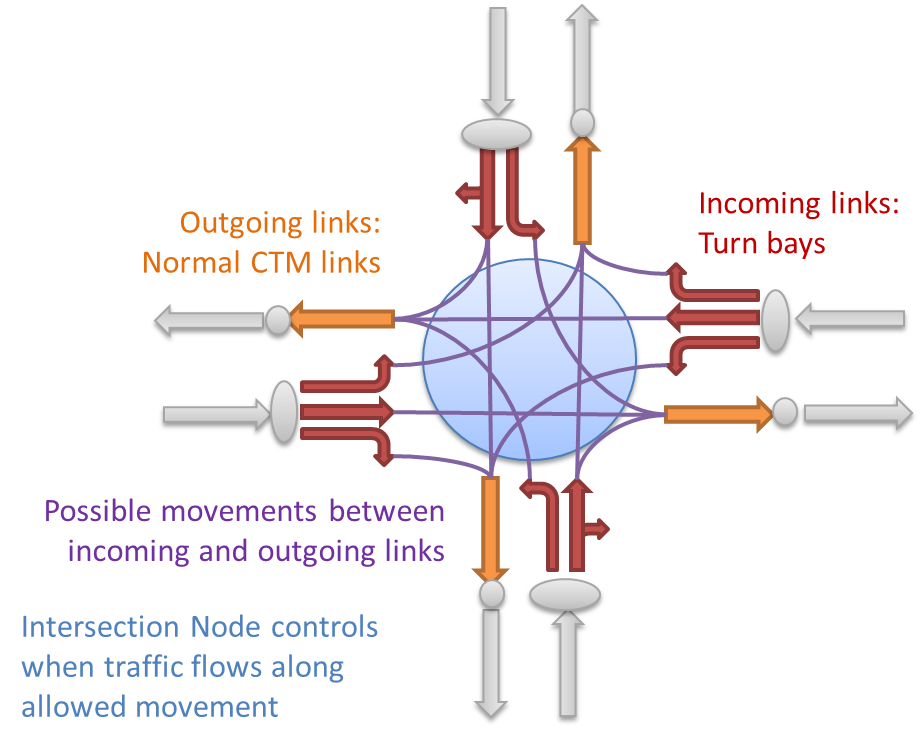 Outgoing links:
Normal CTM links
Incoming links:
Turn bays
Possible movements between
incoming and outgoing links
Intersection Node controls
when traffic flows along
allowed movement